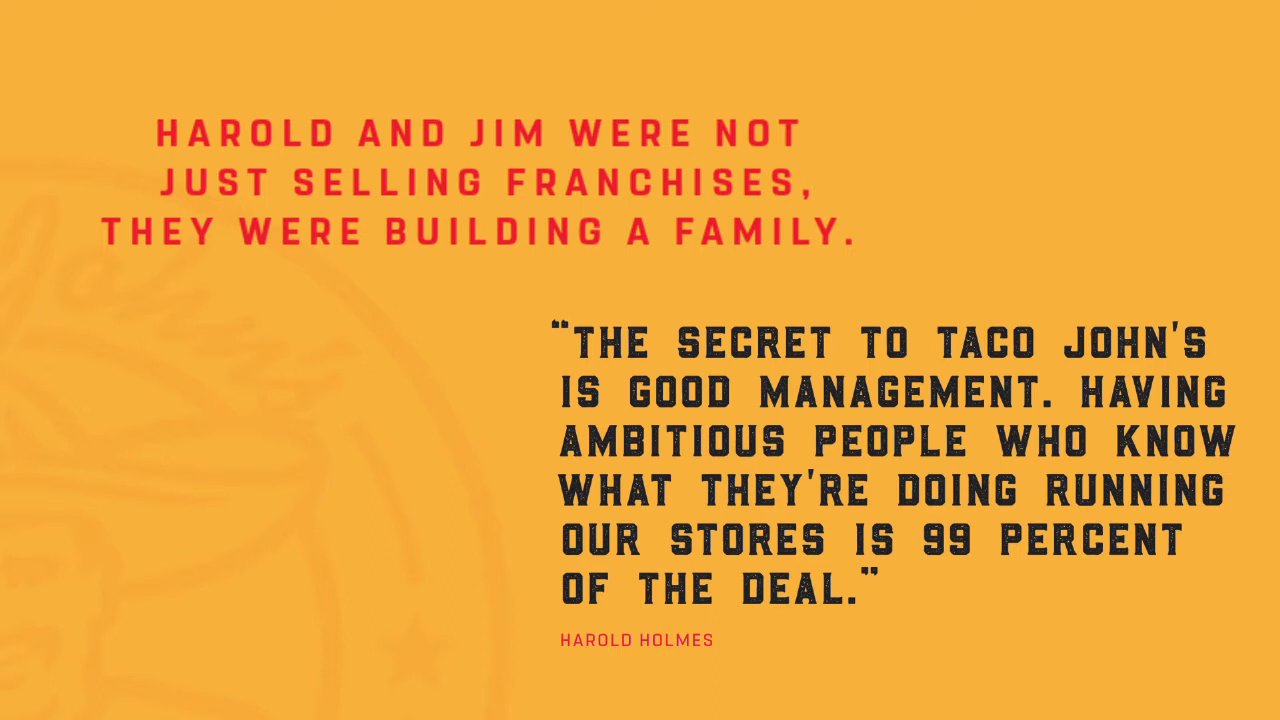 HAROLD AND JIM WERE NOT
JUST SELLING FRANCHISES,
THEY WERE BUILDING A FAMILY.
“THE SECRET TO TACO JOHN'S
IS GOOD MANAGEMENT. HAVING
AMBITIOUS PEOPLE WHO KNOW
WHAT THEY'RE DOING RUNNING
OUR STORES IS 99 PERCENT
OF THE DEAL.”
HAROLD HOLMES